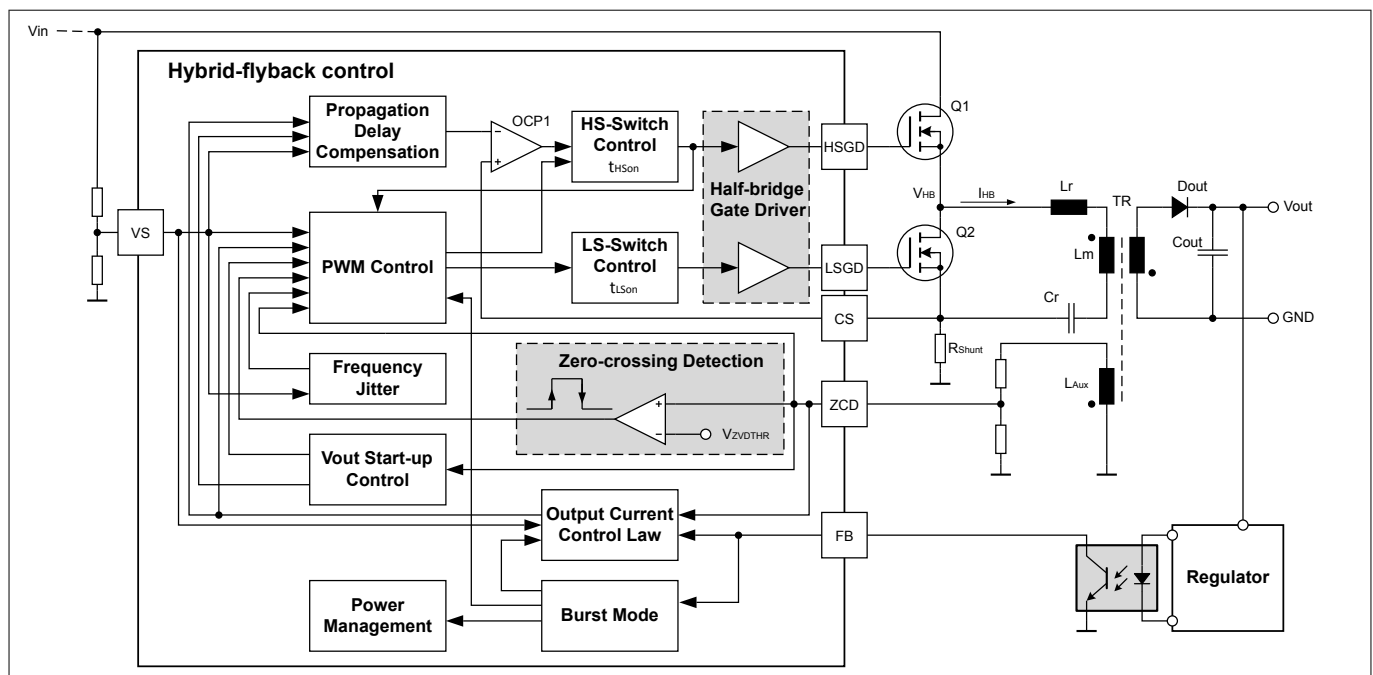 Vin
Hybrid-flyback control
Propagation
Delay
Compensation
OCP1
HS-Switch
Control
tHSon
HSGD
Q1
Half-bridge
Gate Driver
VHB
IHB
Lr
TR
Dout
Vout
VS
PWM Control
LS-Switch
Control
tLSon
LSGD
Q2
Lm
Cout
CS
Cr
GND
RShunt
Frequency
Jitter
Zero-crossing Detection
VZVDTHR
ZCD
LAux
Vout Start-up
Control
Output Current
Control Law
FB
Regulator
Power
Management
Burst Mode